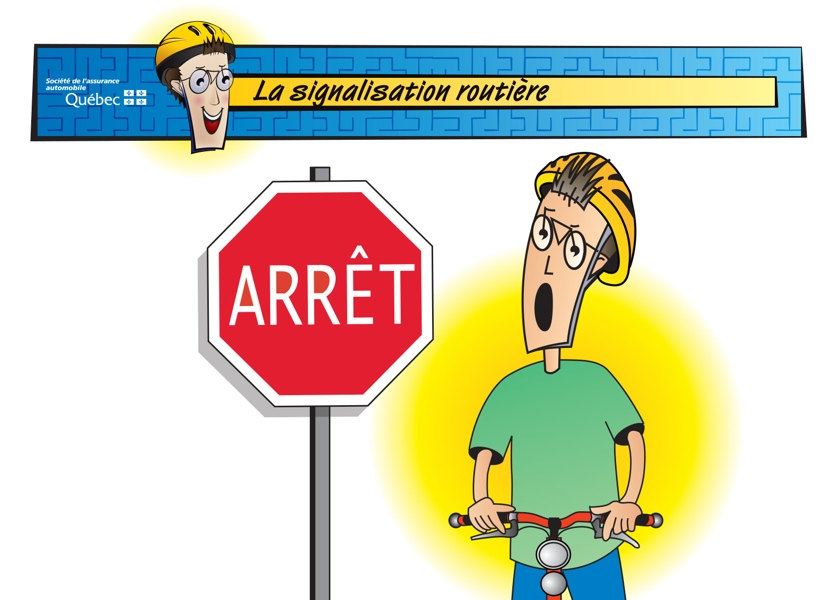 Société de l'assurance
automobile
Québec
La signalisation routière
ARRÊT